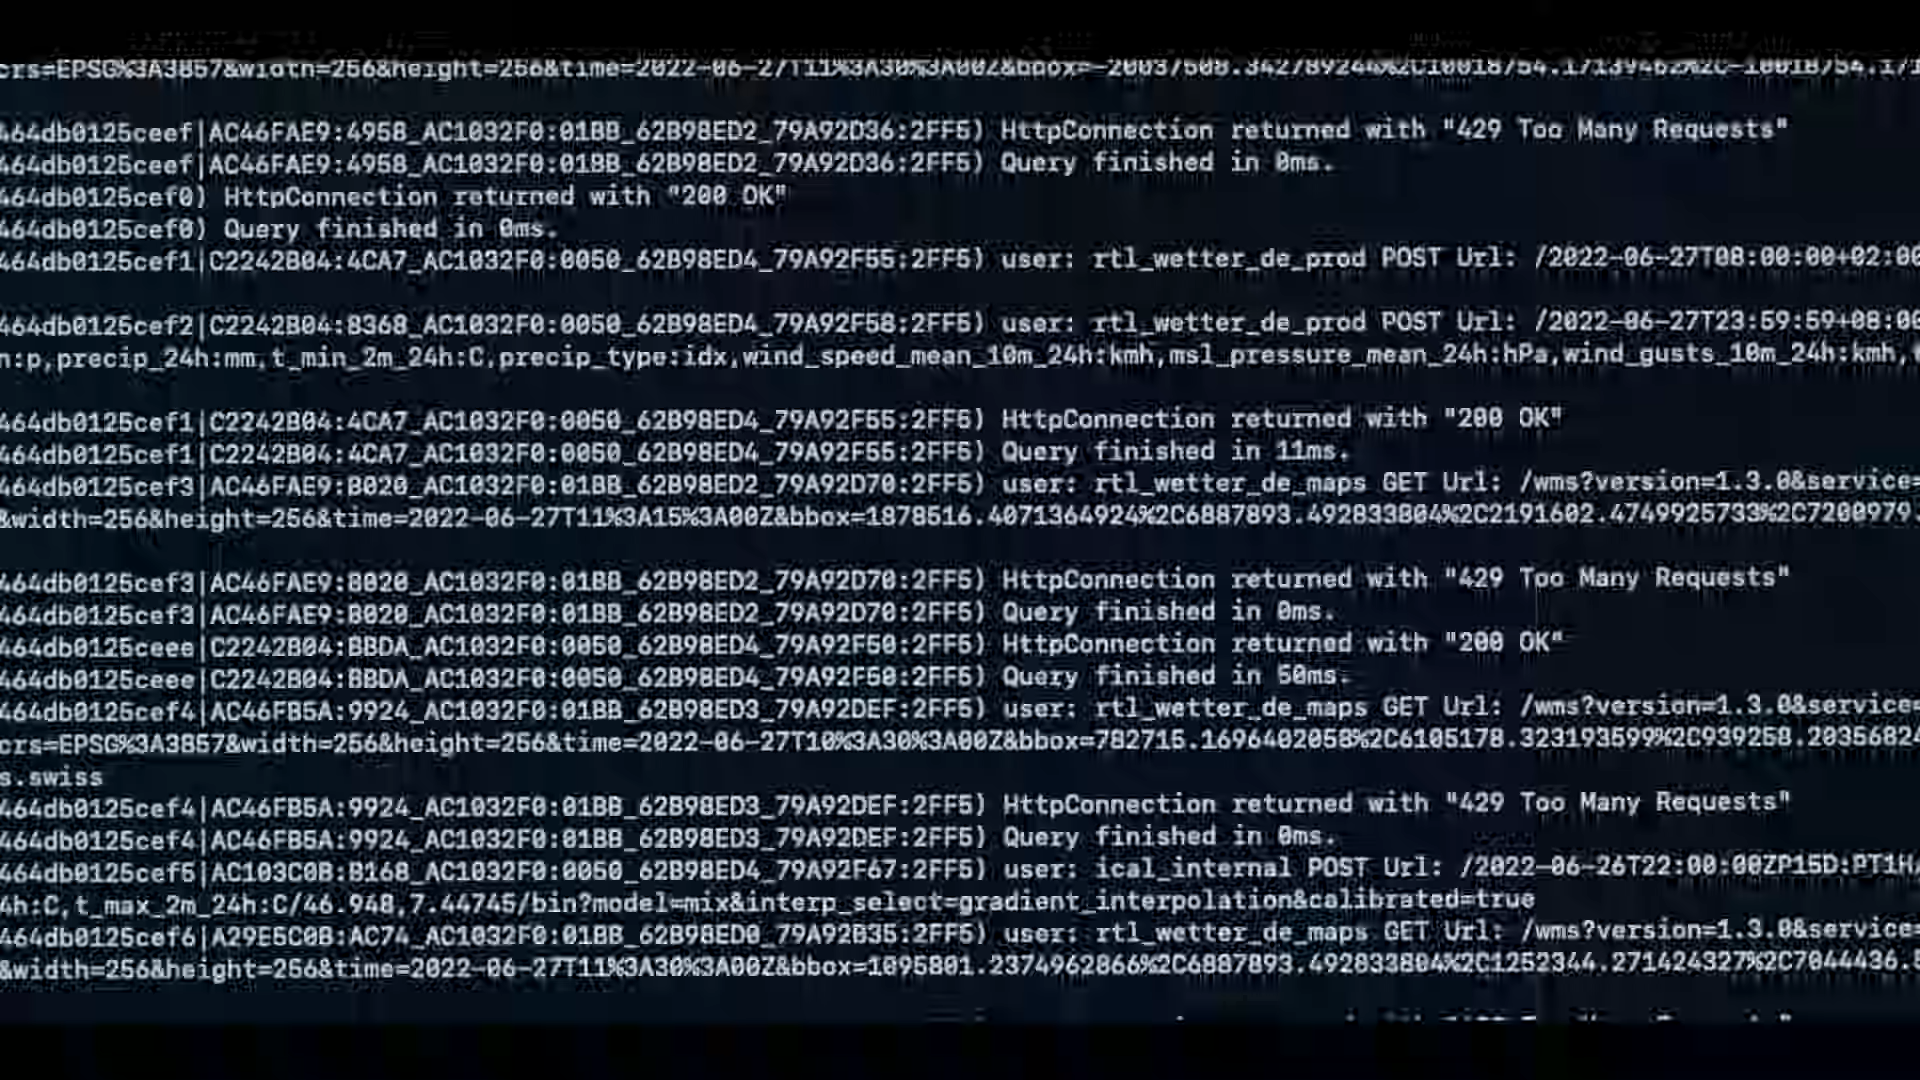 crs=EPSG%3A3857&width=256&height=256&time=2022-06-27T11%3A30%3A00Z&bbox=-20037508.342789244%2C10018754.17139462%2C-10018754.171
464db0125ceef|AC46FAE9:4958_AC1032F0:01BB_62B98ED2_79A92D36:2FF5) HttpConnection returned with "429 Too Many Requests"
464db0125ceef|AC46FAE9:4958_AC1032F0:01BB_62B98ED2_79A92D36:2FF5) Query finished in 0ms.
464db0125cef0) HttpConnection returned with "200 OK"
464db0125cef0) Query finished in 0ms.
464db0125cef1|C2242B04:4CA7_AC1032F0:0050_62B98ED4_79A92F55:2FF5) user: rtl_wetter_de_prod POST Url: /2022-06-27T08:00:00+02:00
464db0125cef2|C2242B04:8368_AC1032F0:0050_62B98ED4_79A92F58:2FF5) user: rtl_wetter_de_prod POST Url: /2022-06-27T23:59:59+08:00
n:p,precip_24h:mm,t_min_2m_24h:C,precip_type:idx,wind_speed_mean_10m_24h:kmh,msl_pressure_mean_24h:hPa,wind_gusts_10m_24h:kmh,
464db0125cef1|C2242B04:4CA7_AC1032F0:0050_62B98ED4_79A92F55:2FF5) HttpConnection returned with "200 OK"
464db0125cef1|C2242B04:4CA7_AC1032F0:0050_62B98ED4_79A92F55:2FF5) Query finished in 11ms.
464db0125cef3|AC46FAE9:B020_AC1032F0:01BB_62B98ED2_79A92D70:2FF5) user: rtl_wetter_de_maps GET Url: /wms?version=1.3.0&service=
&width=256&height=256&time=2022-06-27T11%3A15%3A00Z&bbox=1878516.4071364924%2C6887893.492833804%2C2191602.4749925733%2C7200979.
464db0125cef3|AC46FAE9:B020_AC1032F0:01BB_62B98ED2_79A92D70:2FF5) HttpConnection returned with "429 Too Many Requests"
464db0125cef3|AC46FAE9:B020_AC1032F0:01BB_62B98ED2_79A92D70:2FF5) Query finished in 0ms.
464db0125ceee|C2242B04:BBDA_AC1032F0:0050_62B98ED4_79A92F50:2FF5) HttpConnection returned with "200 OK"
464db0125ceee|C2242B04:BBDA_AC1032F0:0050_62B98ED4_79A92F50:2FF5) Query finished in 50ms.
464db0125cef4|AC46FB5A:9924_AC1032F0:01BB_62B98ED3_79A92DEF:2FF5) user: rtl_wetter_de_maps GET Url: /wms?version=1.3.0&service=
crs=EPSG%3A3857&width=256&height=256&time=2022-06-27T10%3A30%3A00Z&bbox=782715.1696402058%2C6105178.323193599%2C939258.20356824
s.swiss
464db0125cef4|AC46FB5A:9924_AC1032F0:01BB_62B98ED3_79A92DEF:2FF5) HttpConnection returned with "429 Too Many Requests"
464db0125cef4|AC46FB5A:9924_AC1032F0:01BB_62B98ED3_79A92DEF:2FF5) Query finished in 0ms.
464db0125cef5|AC103C0B:B168_AC1032F0:0050_62B98ED4_79A92F67:2FF5) user: ical_internal POST Url: /2022-06-26T22:00:00ZP15D:PT1H
4h:C,t_max_2m_24h:C/46.948,7.44745/bin?model=mix&interp_select=gradient_interpolation&calibrated=true
464db0125cef6|A29E5C0B:AC74_AC1032F0:01BB_62B98ED0_79A92B35:2FF5) user: rtl_wetter_de_maps GET Url: /wms?version=1.3.0&service=
&width=256&height=256&time=2022-06-27T11%3A30%3A00Z&bbox=1095801.2374962866%2C6887893.492833804%2C1252344.271424327%2C7044436.5